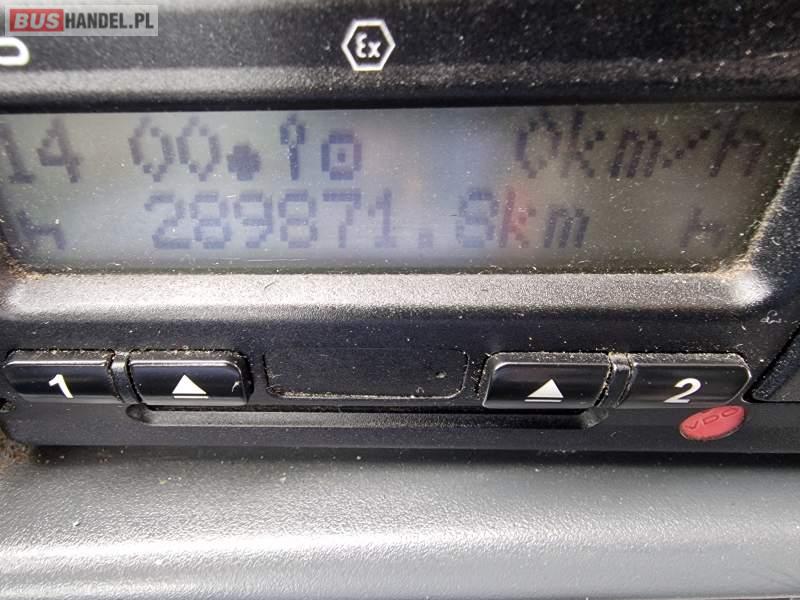 BUSHANDEL.PL
Ex
14 00 0km/h
h 289871.8km h
1 2
VDO